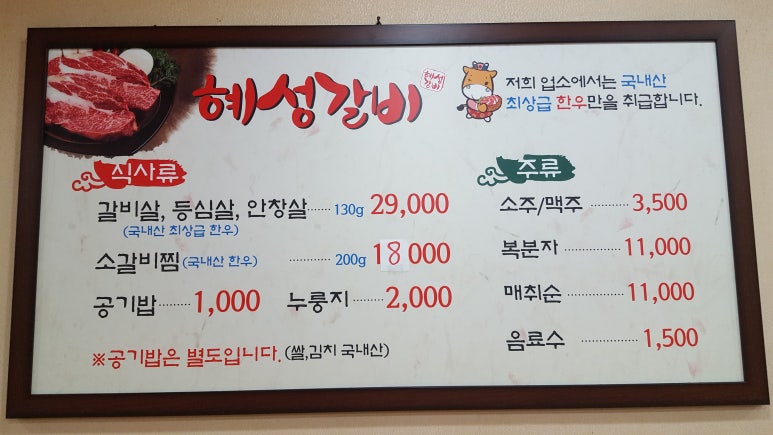 혜성갈비
혜성갈비
저희 업소에서는 국내산
최상급 한우만을 취급합니다.
식사류
갈비살, 등심살, 안창살...... 130g 29,000
(국내산 최상급 한우)
소갈비찜(국내산 한우) ............ 200g 18 000
공기밥......... 1,000 누룽지........ 2,000
※공기밥은 별도입니다. (쌀,김치 국내산)
주류
소주/맥주 .......... 3,500
복분자 ................ 11,000
매취순 ................ 11,000
음료수 ................ 1,500